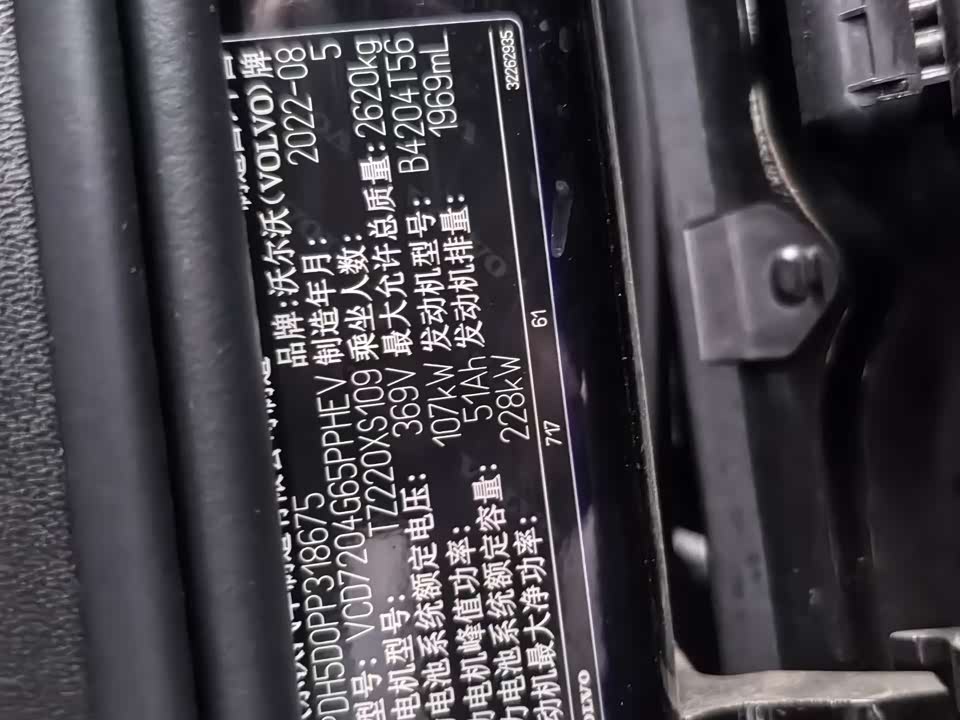 品牌:沃尔沃(VOLVO)牌
PDH5D0PP318675 制造年月: 2022-08
型号: VCD7204G65PPHEV 乘坐人数: 5
电机型号: TZ220XS109 最大允许总质量: 2620kg
电池系统额定电压: 369V 发动机型号: B4204T56
电机峰值功率: 107kW 发动机排量: 1969mL
力电池系统额定容量: 51Ah
动机最大净功率: 228kW
717 61 32262935